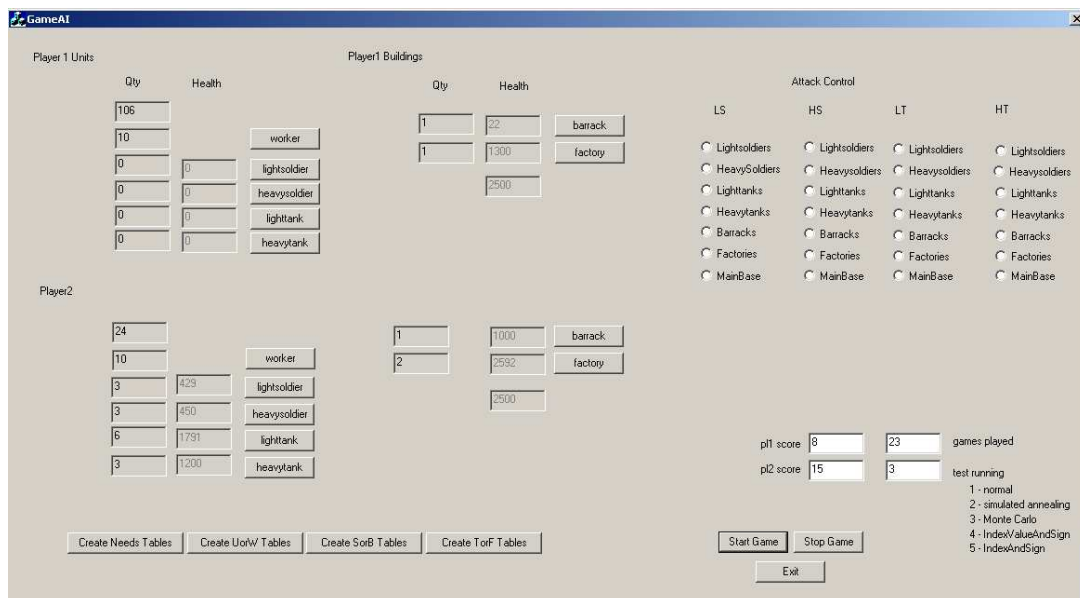 GameAI
Player 1 Units
Player1 Buildings
Qty Health
Qty Health
Attack Control
106
10 worker
0 0 lightsoldier
0 0 heavysoldier
0 0 lighttank
0 0 heavytank
1 22 barrack
1 1300 factory
2500
LS HS LT HT
Lightsoldiers Lightsoldiers Lightsoldiers Lightsoldiers
HeavySoldiers Heavysoldiers Heavysoldiers Heavysoldiers
Lighttanks Lighttanks Lighttanks Lighttanks
Heavytanks Heavytanks Heavytanks Heavytanks
Barracks Barracks Barracks Barracks
Factories Factories Factories Factories
MainBase MainBase MainBase MainBase
Player2
24
10 worker
3 429 lightsoldier
3 450 heavysoldier
6 1791 lighttank
3 1200 heavytank
1 1000 barrack
2 2592 factory
2500
pl1 score 8 23 games played
pl2 score 15 3 test running
1 - normal
2 - simulated annealing
3 - Monte Carlo
4 - IndexValueAndSign
5 - IndexAndSign
Create Needs Tables Create UorW Tables Create SorB Tables Create TorF Tables
Start Game Stop Game
Exit